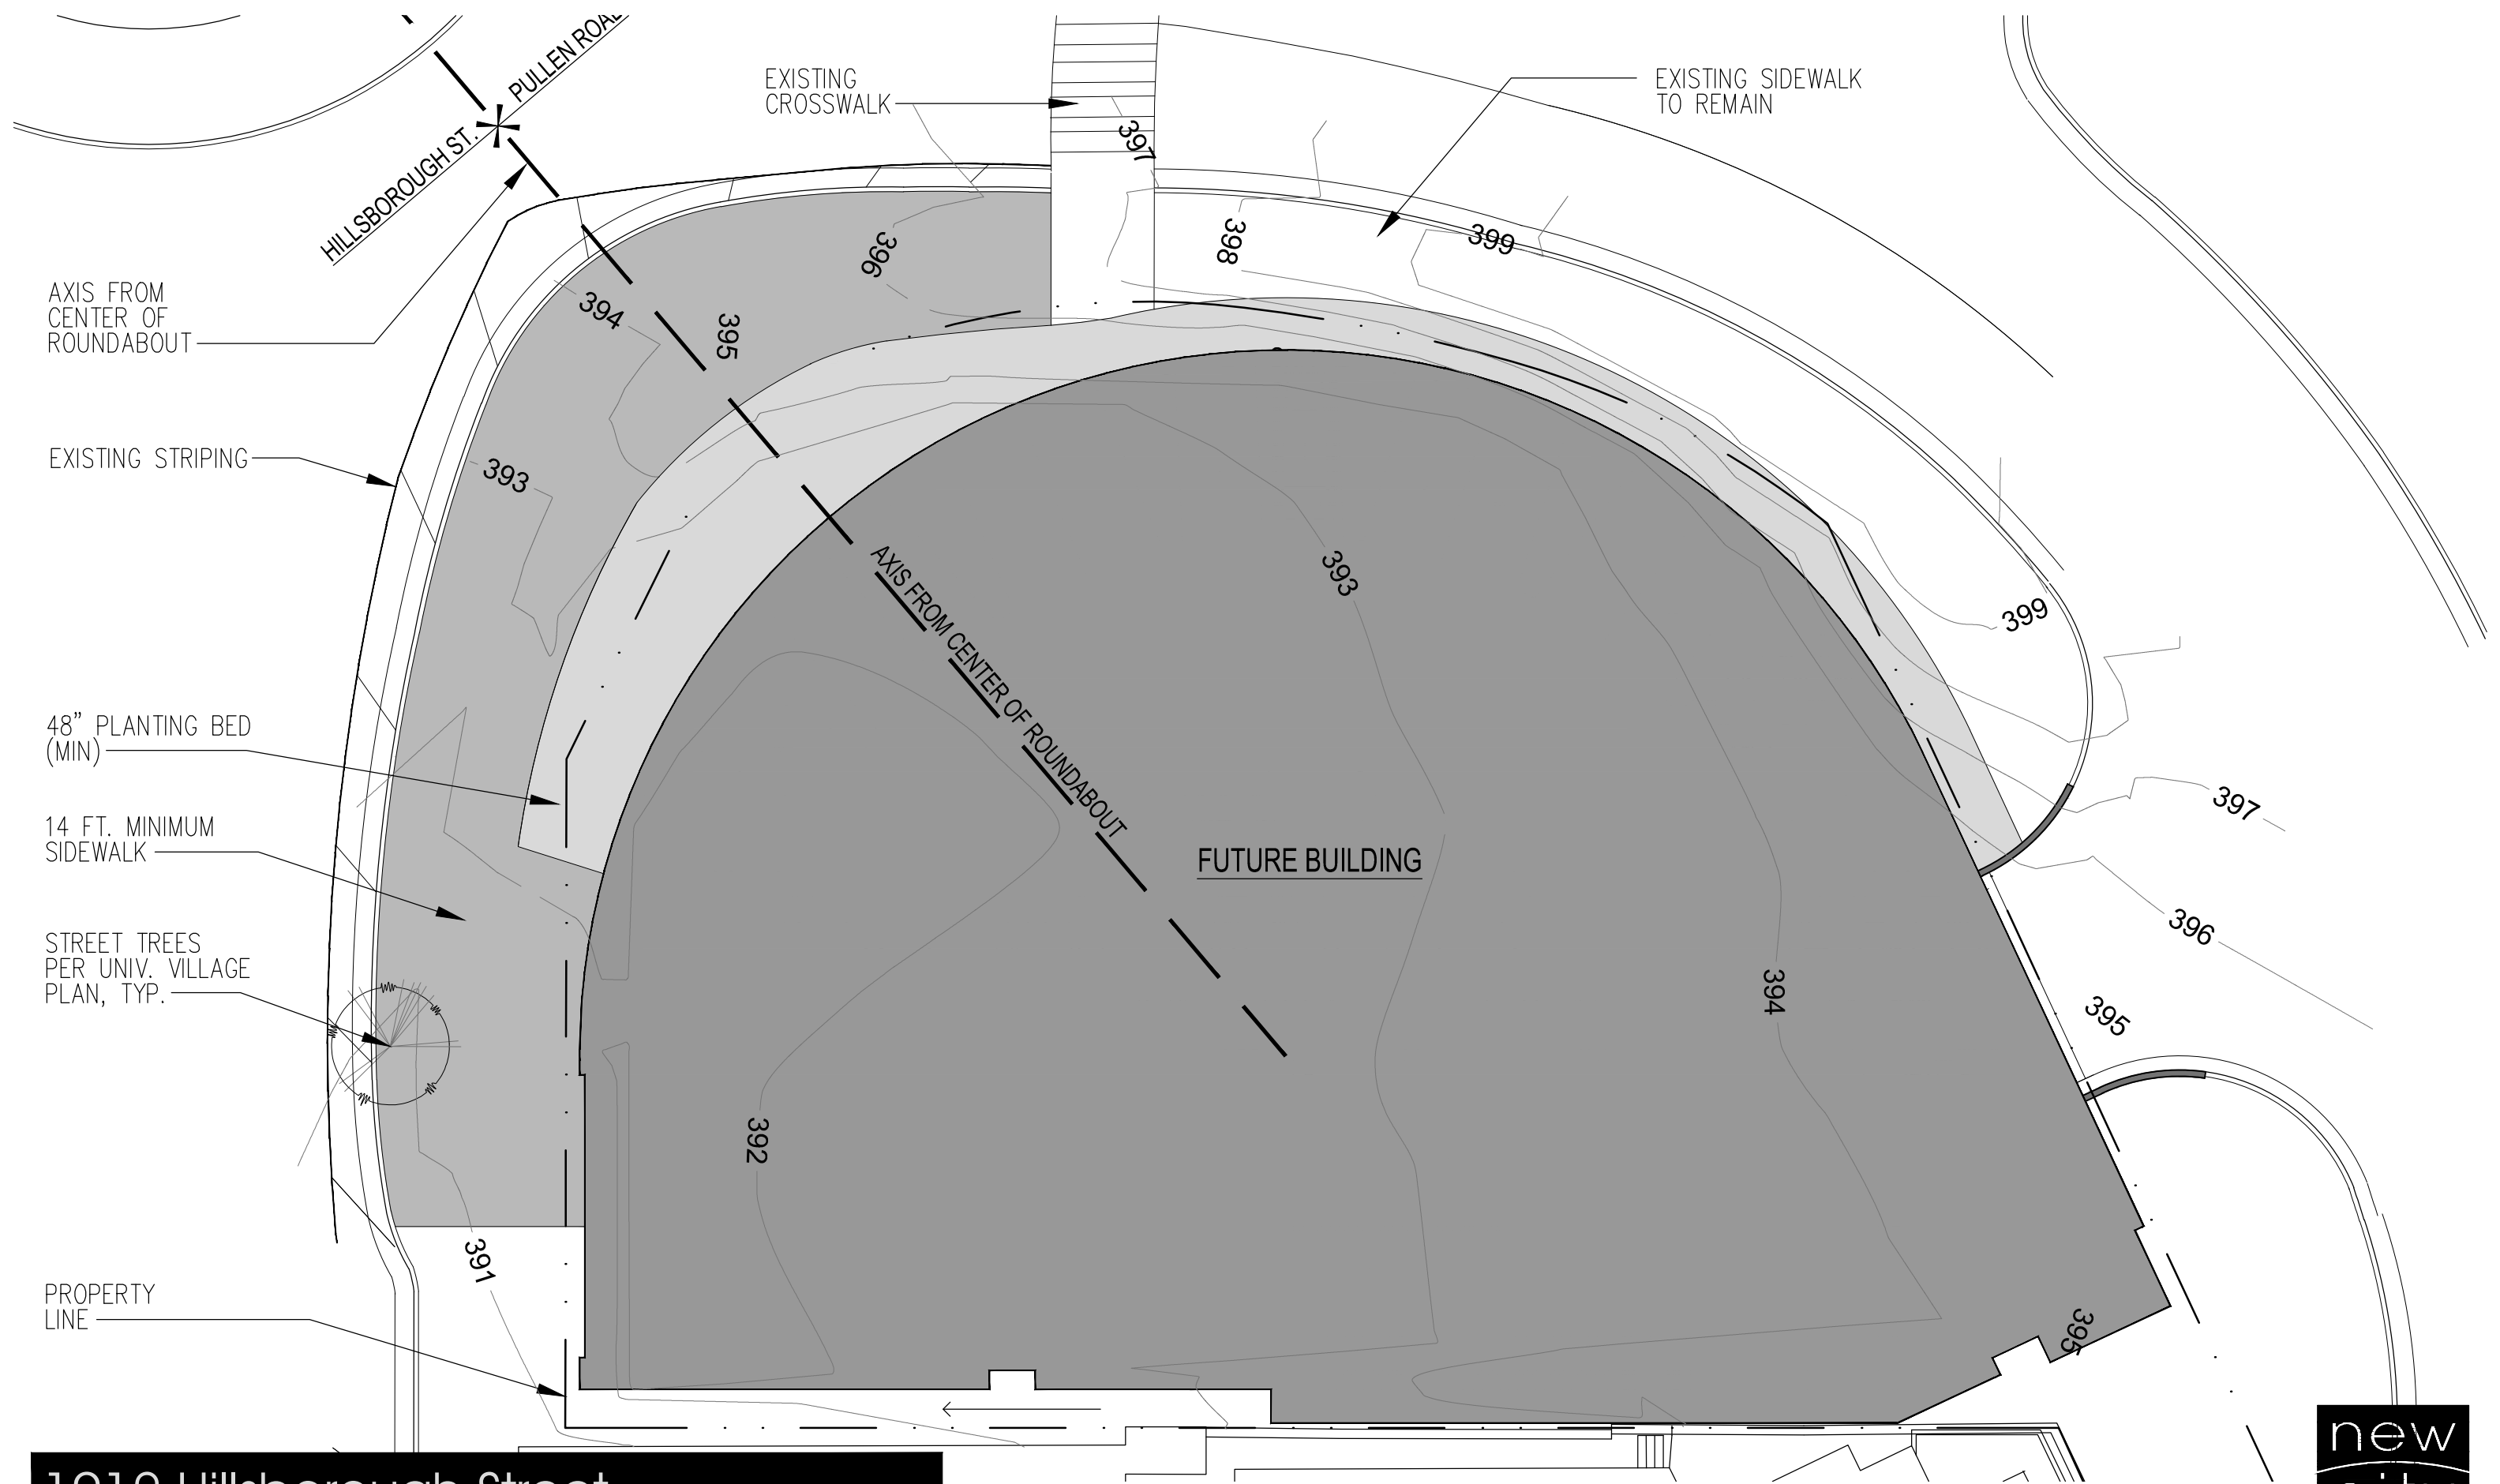 PULLEN ROAD
HILLSBOROUGH ST.
EXISTING
CROSSWALK
EXISTING SIDEWALK
TO REMAIN
397
396
398
399
AXIS FROM
CENTER OF
ROUNDABOUT
394
395
EXISTING STRIPING
393
AXIS FROM CENTER OF ROUNDABOUT
393
399
48" PLANTING BED
(MIN)
397
14 FT. MINIMUM
SIDEWALK
FUTURE BUILDING
396
STREET TREES
PER UNIV. VILLAGE
PLAN, TYP.
394
395
392
391
PROPERTY
LINE
395
new
1912 Hillsborough Street